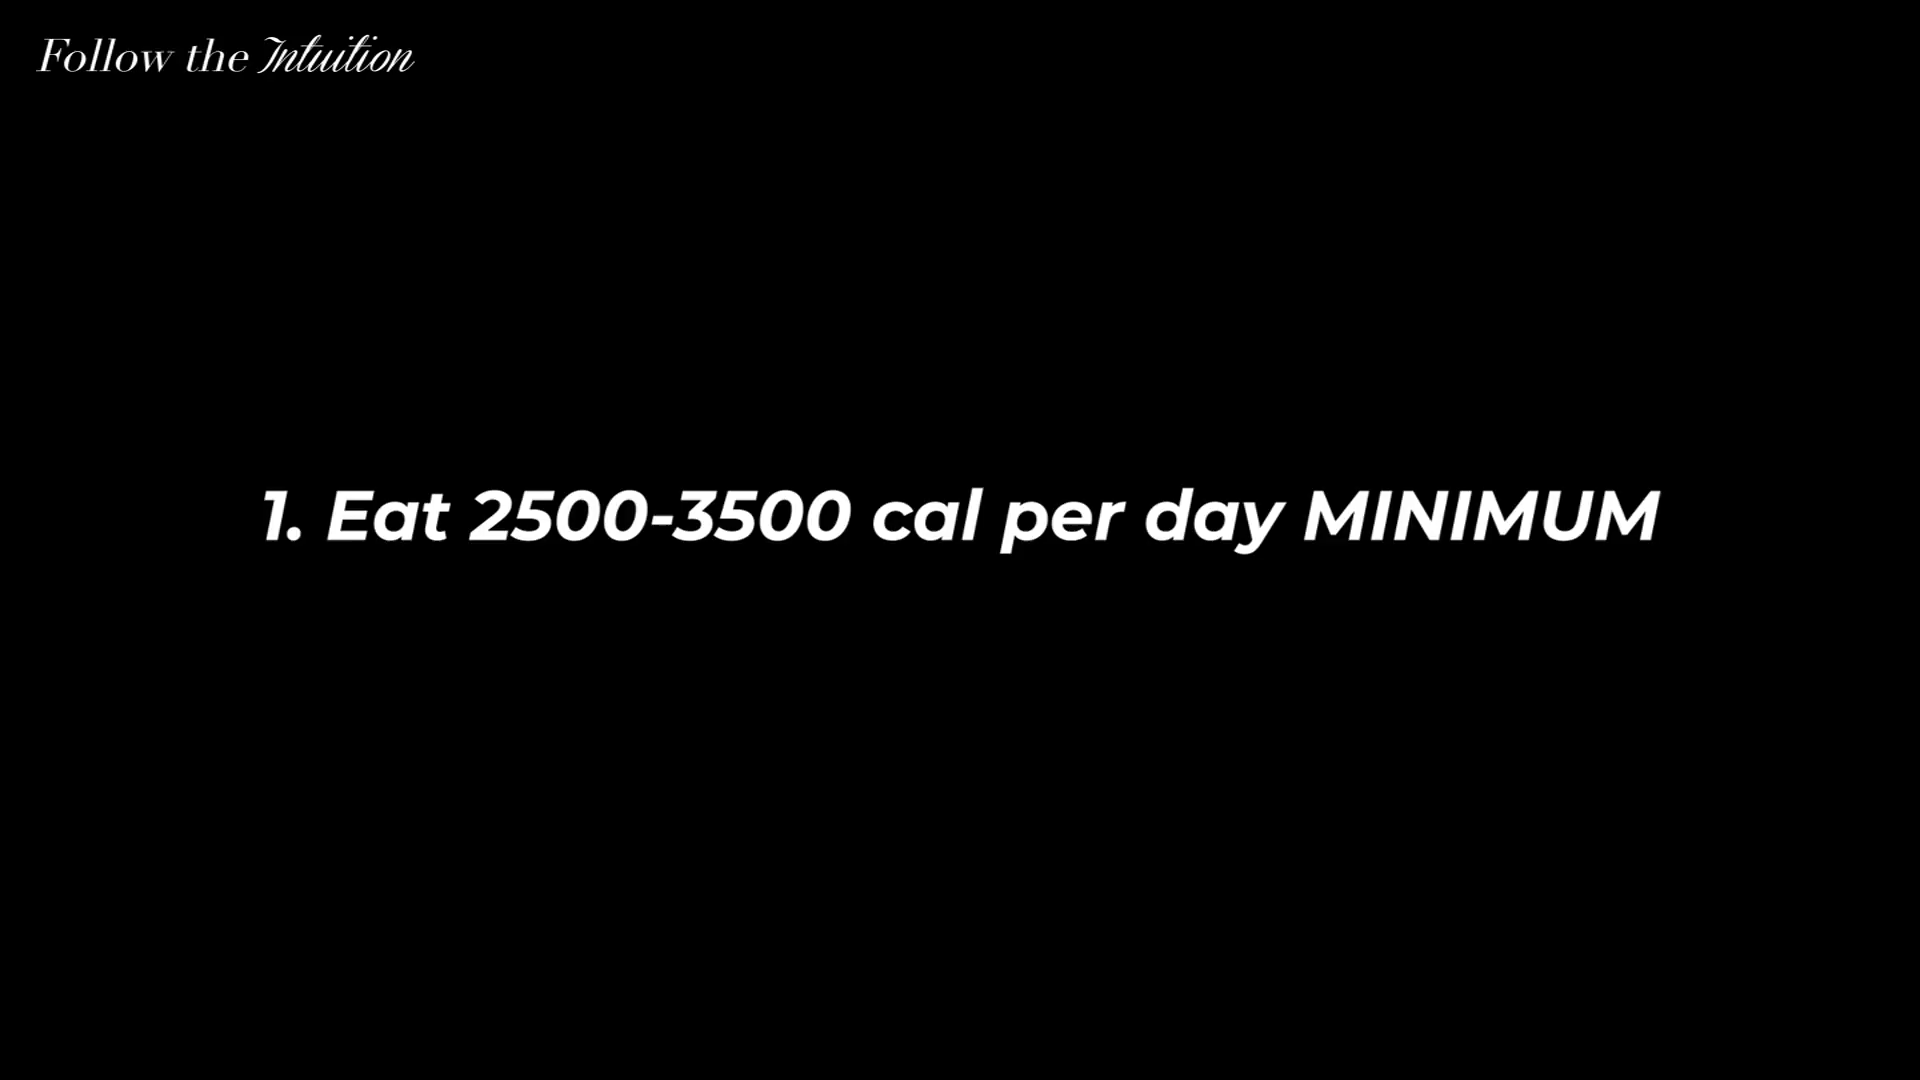 Follow the Intuition
1. Eat 2500-3500 cal per day MINIMUM